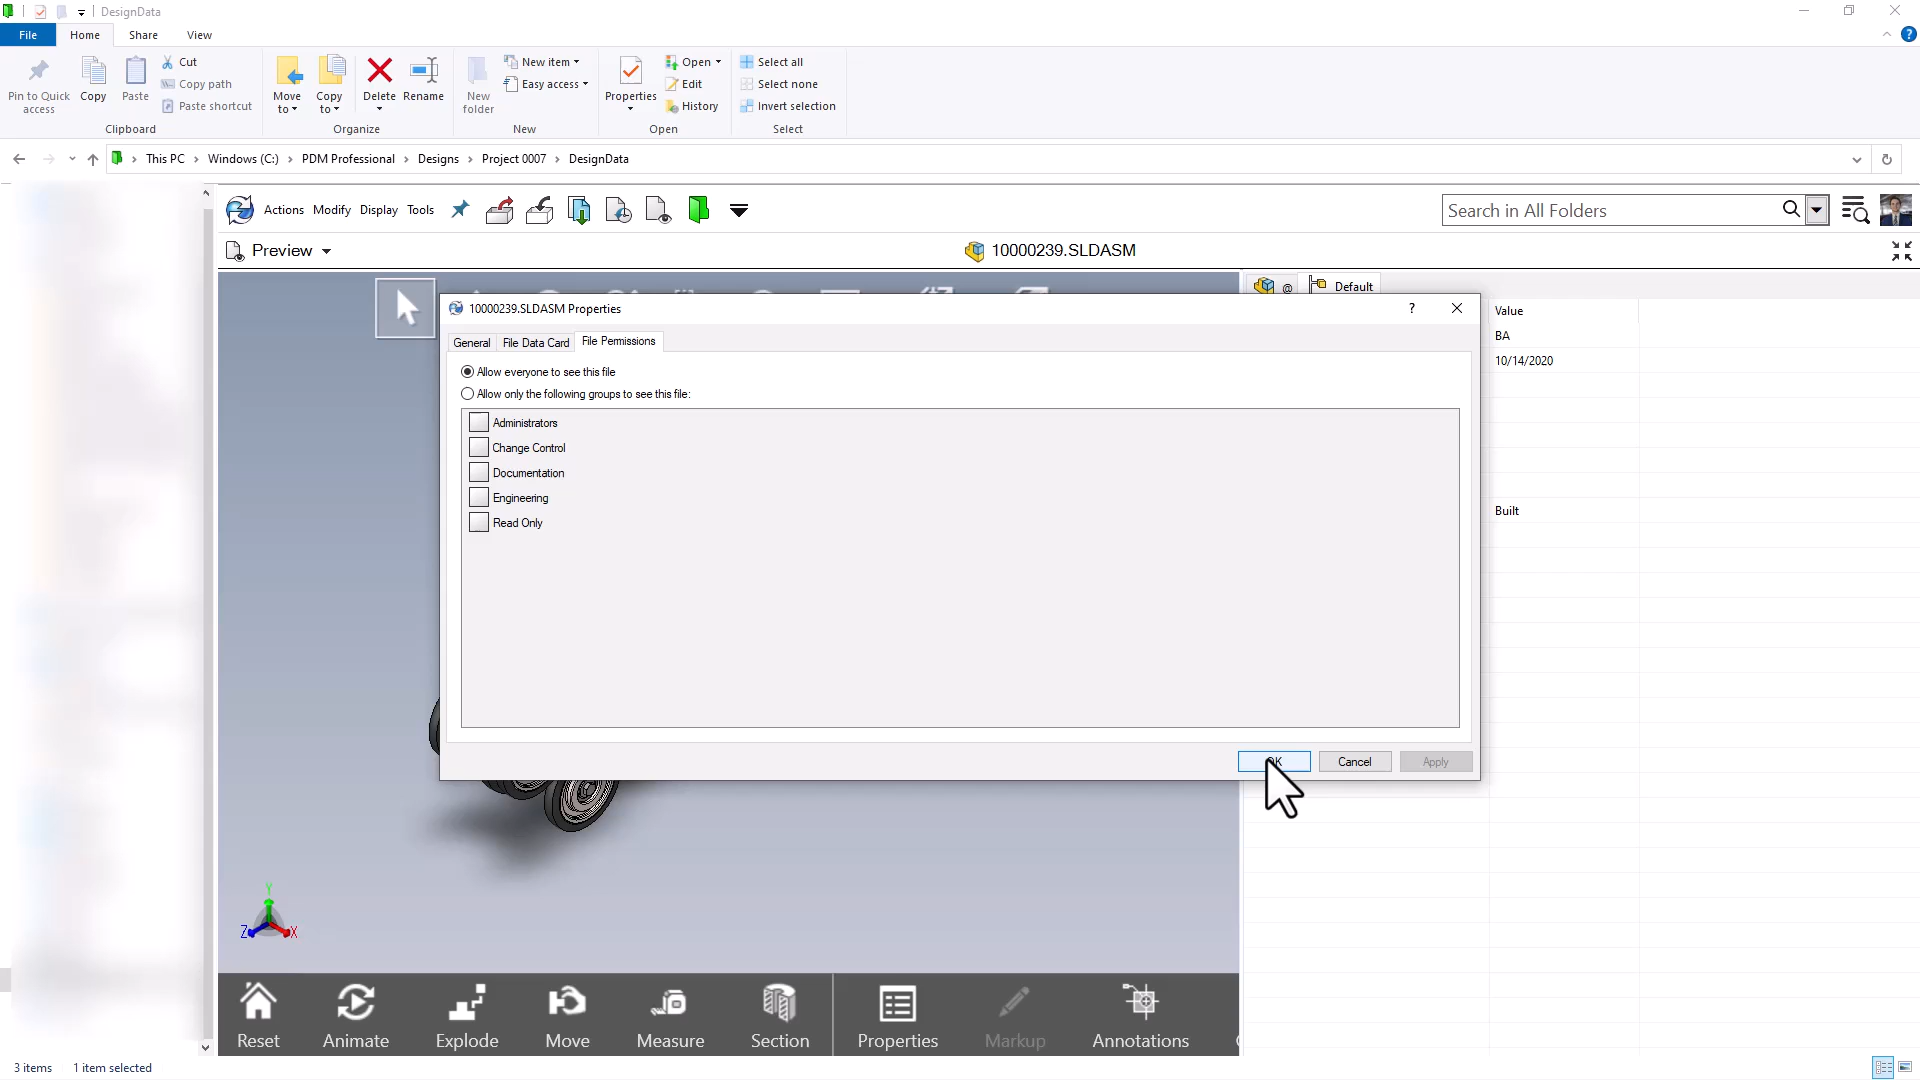 DesignData
File Home Share View
Pin to Quick access
Copy
Paste
Cut
Copy path
Paste shortcut
Clipboard
Move to
Copy to
Delete
Rename
Organize
New folder
New item
Easy access
New
Properties
Open
Edit
History
Open
Select all
Select none
Invert selection
Select
This PC › Windows (C:) › PDM Professional › Designs › Project 0007 › DesignData
Actions Modify Display Tools
Search in All Folders
Preview
10000239.SLDASM
@ Default
Value
BA
10/14/2020
Built
10000239.SLDASM Properties
?
General File Data Card File Permissions
Allow everyone to see this file
Allow only the following groups to see this file:
Administrators
Change Control
Documentation
Engineering
Read Only
OK Cancel Apply
Y
Z X
Reset Animate Explode Move Measure Section Properties Markup Annotations
3 items 1 item selected